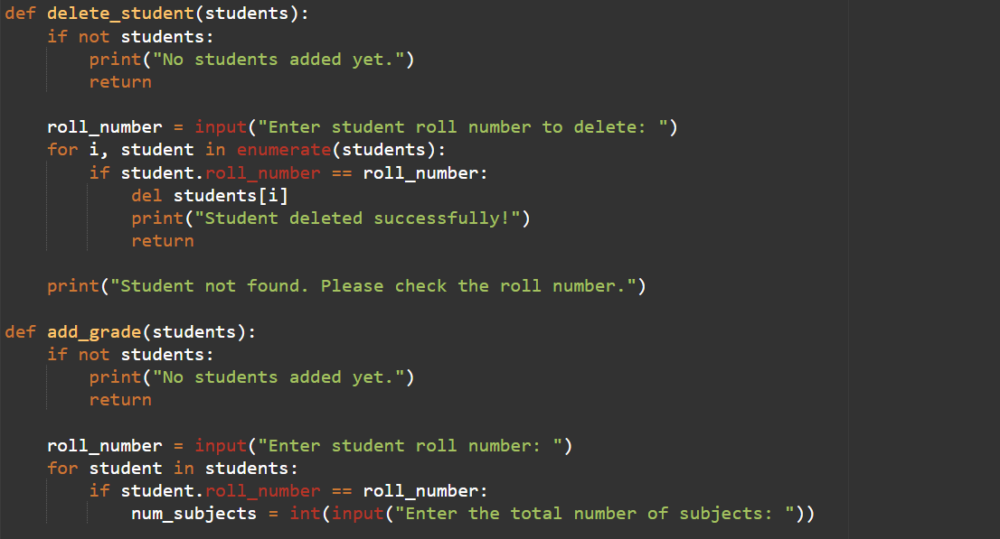 def delete_student(students):
    if not students:
        print("No students added yet.")
        return

    roll_number = input("Enter student roll number to delete: ")
    for i, student in enumerate(students):
        if student.roll_number == roll_number:
            del students[i]
            print("Student deleted successfully!")
            return

    print("Student not found. Please check the roll number.")

def add_grade(students):
    if not students:
        print("No students added yet.")
        return

    roll_number = input("Enter student roll number: ")
    for student in students:
        if student.roll_number == roll_number:
            num_subjects = int(input("Enter the total number of subjects: "))